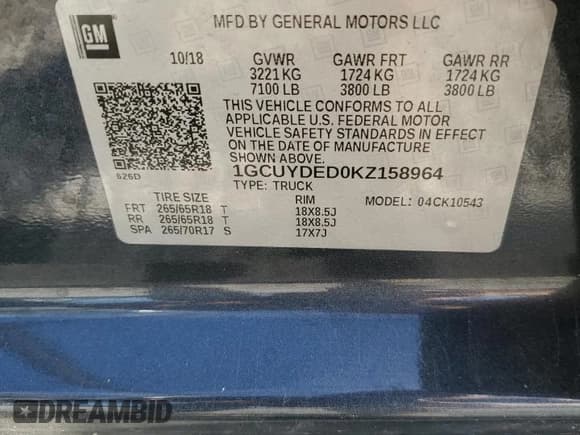 GM
MFD BY GENERAL MOTORS LLC
10/18 GVWR GAWR FRT GAWR RR
3221 KG 1724 KG 1724 KG
7100 LB 3800 LB 3800 LB
THIS VEHICLE CONFORMS TO ALL
APPLICABLE U.S. FEDERAL MOTOR
VEHICLE SAFETY STANDARDS IN EFFECT
ON THE DATE OF MANUFACTURE
SHOWN ABOVE.
626D
1GCUYDED0KZ158964
TYPE: TRUCK
TIRE SIZE RIM MODEL: 04CK10543
FRT 265/65R18 T 18X8.5J
RR 265/65R18 T 18X8.5J
SPA 265/70R17 S 17X7J
DREAMBID